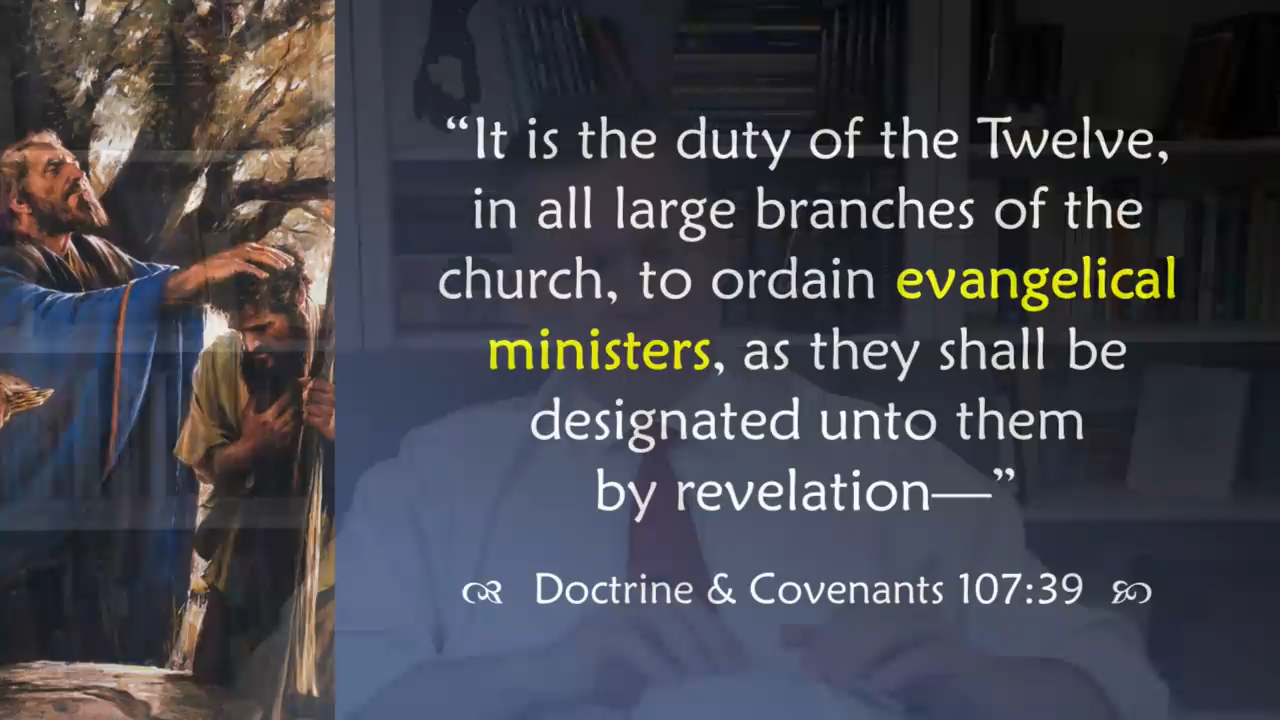 “It is the duty of the Twelve,
in all large branches of the
church, to ordain evangelical
ministers, as they shall be
designated unto them
by revelation—”
Doctrine & Covenants 107:39